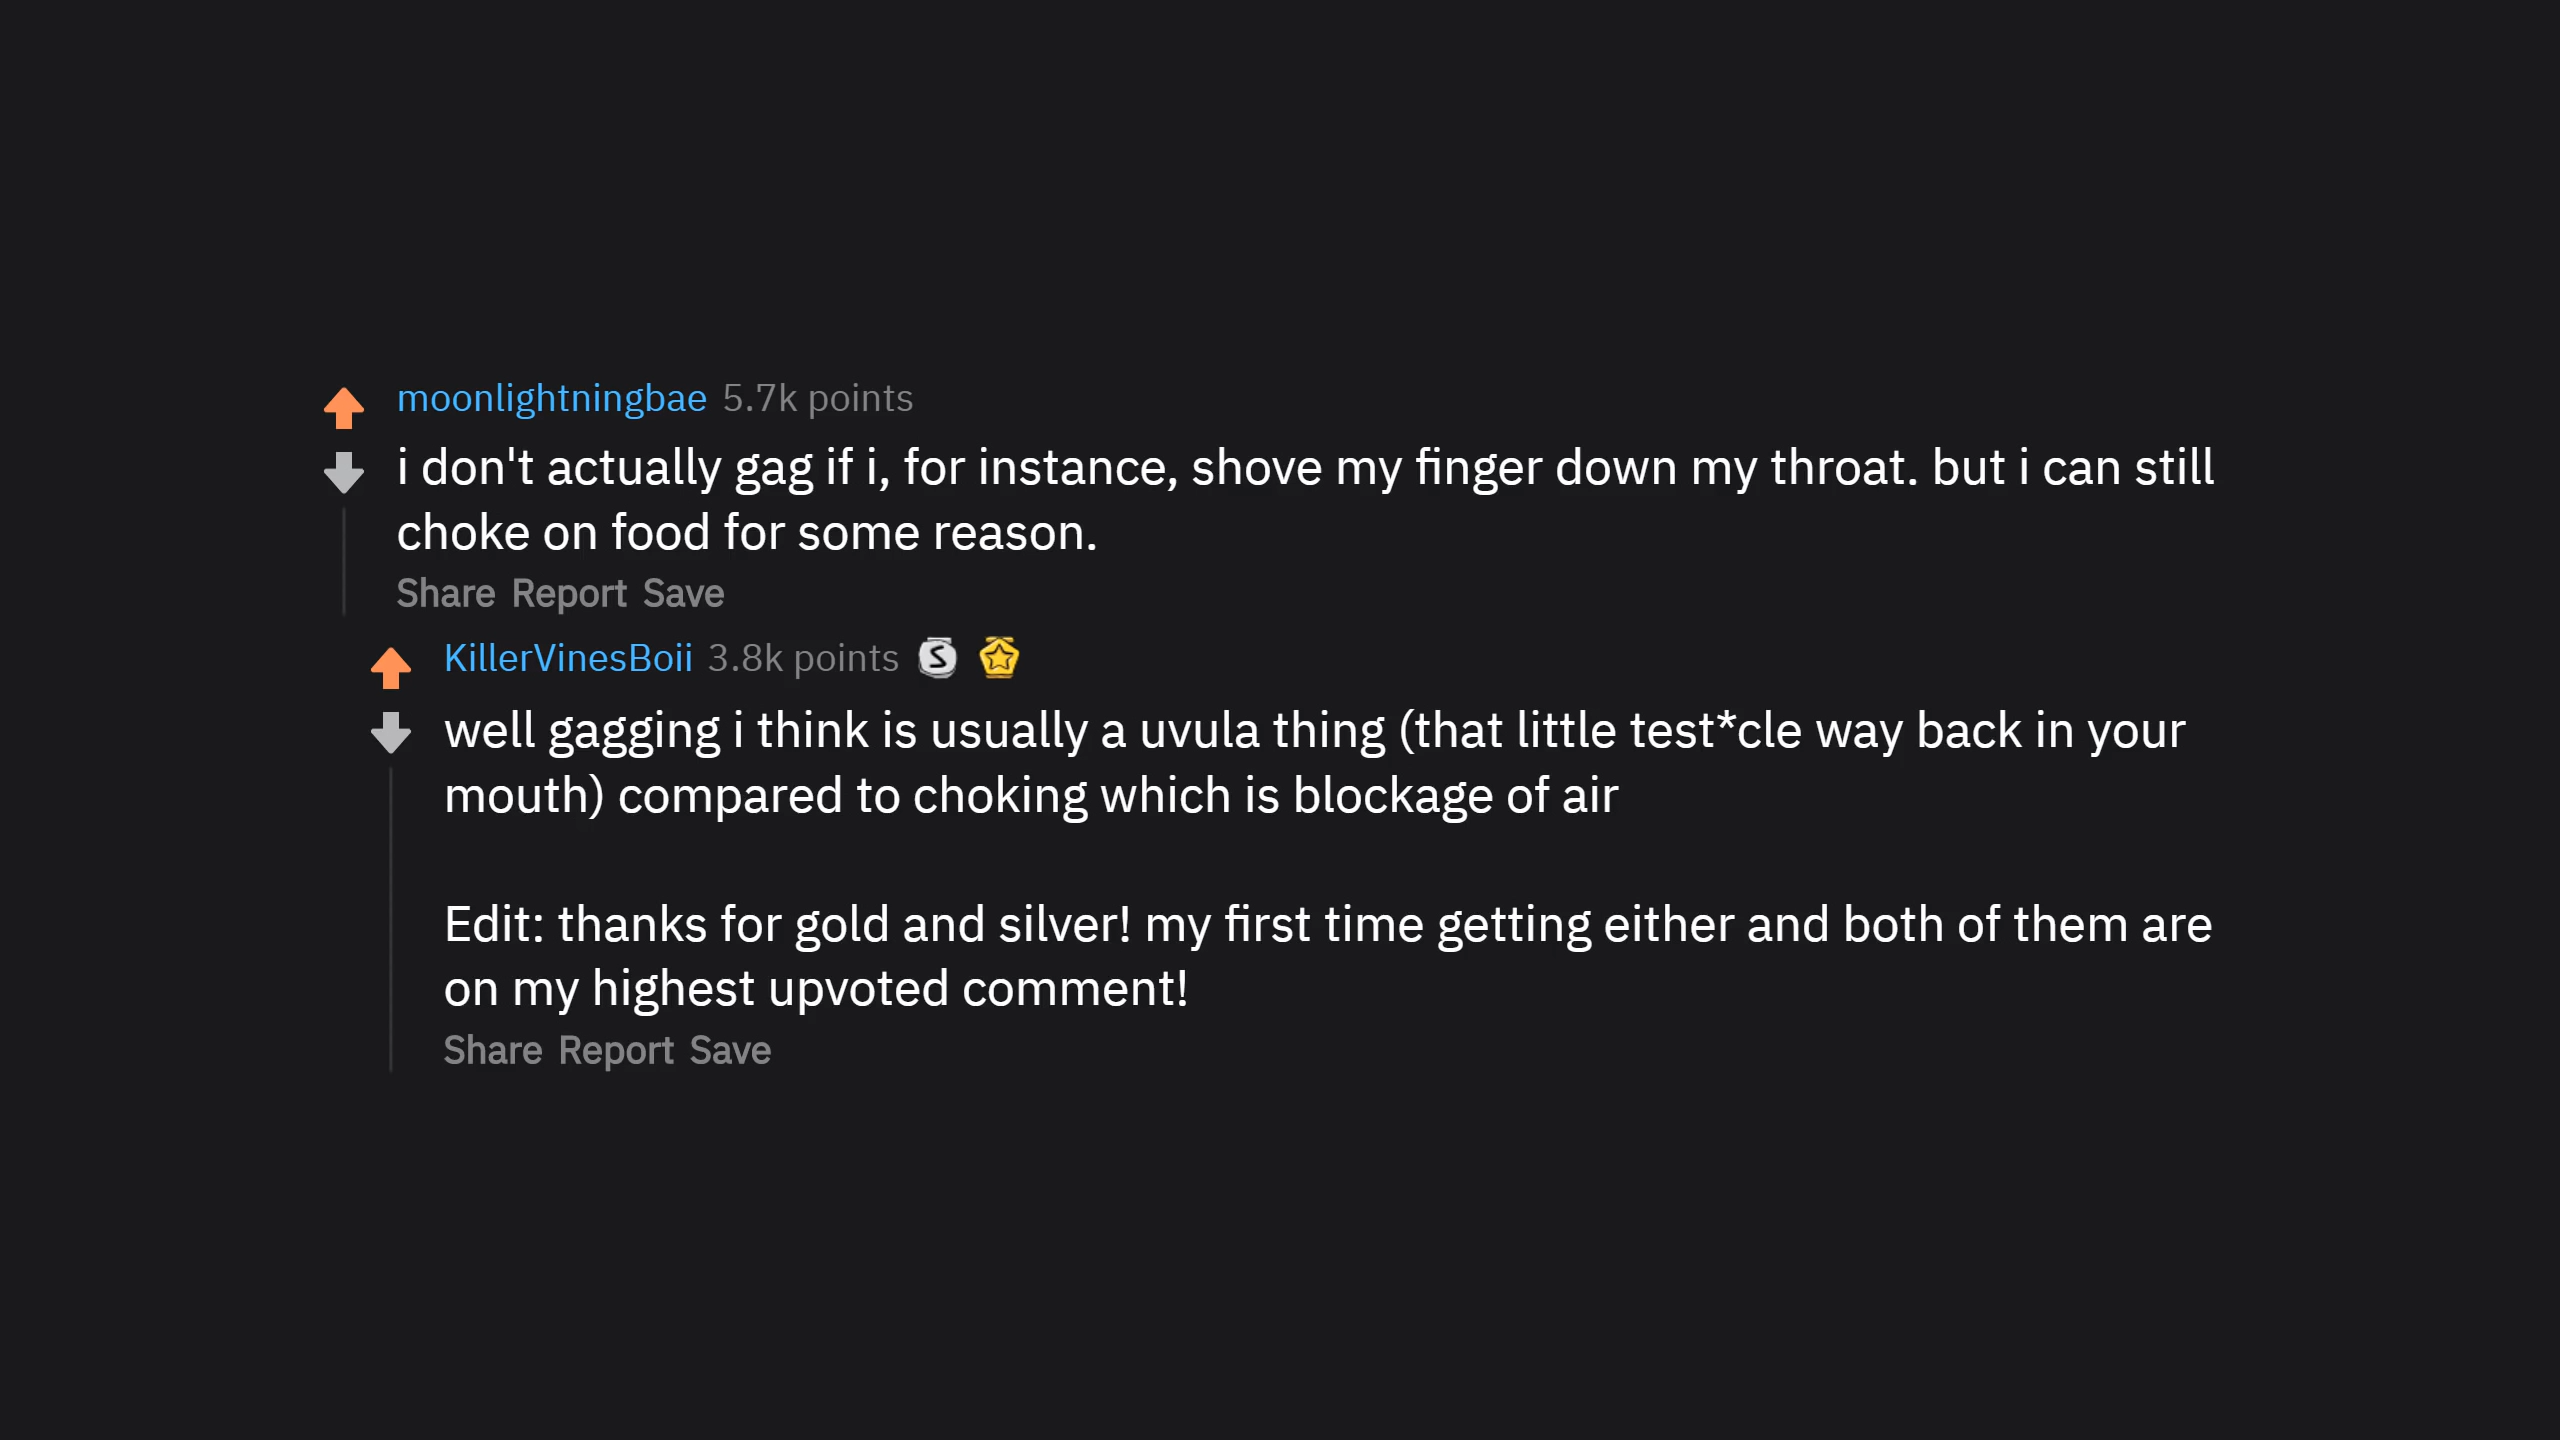 moonlightningbae 5.7k points
i don't actually gag if i, for instance, shove my finger down my throat. but i can still
choke on food for some reason.
Share Report Save
KillerVinesBoii 3.8k points S
well gagging i think is usually a uvula thing (that little test*cle way back in your
mouth) compared to choking which is blockage of air
Edit: thanks for gold and silver! my first time getting either and both of them are
on my highest upvoted comment!
Share Report Save